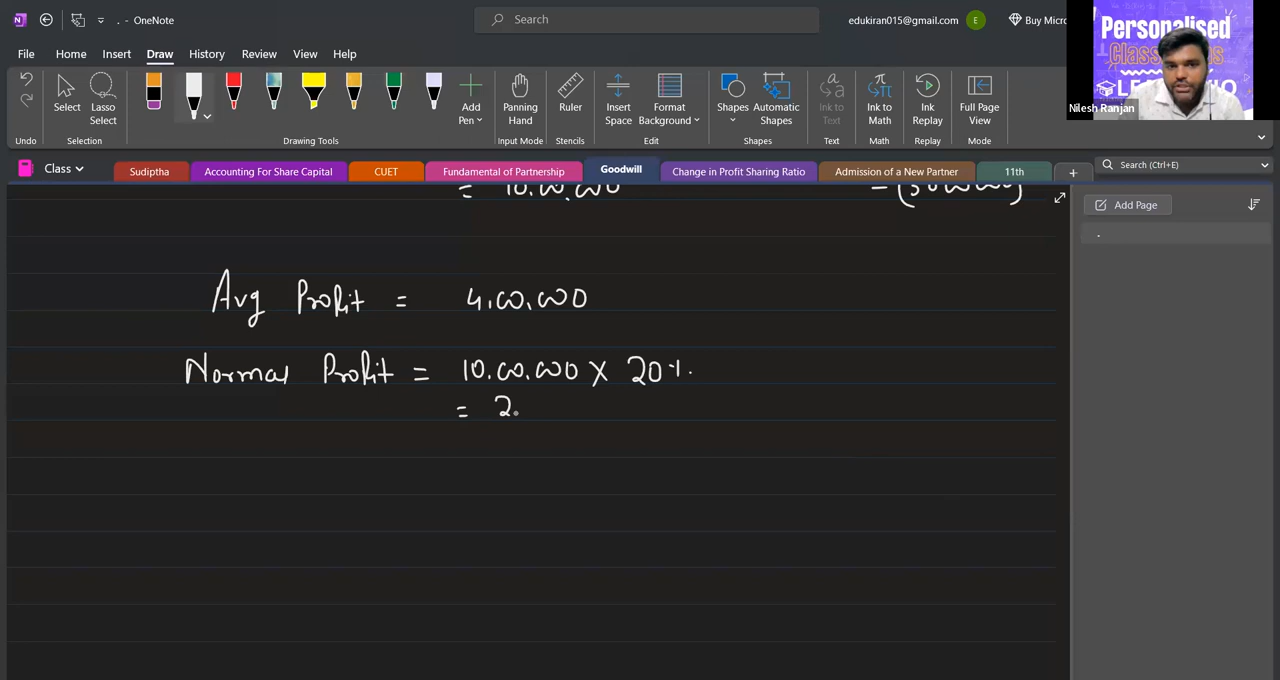 . - OneNote
Search
edukiran015@gmail.com
E
Buy Micro
Personalised
Nilesh Ranjan
File Home Insert Draw History Review View Help
Undo
Select
Lasso Select
Selection
Drawing Tools
Add Pen
Panning Hand
Input Mode
Ruler
Stencils
Insert Space
Format Background
Edit
Shapes
Automatic Shapes
Shapes
Ink to Text
Text
Ink to Math
Math
Ink Replay
Replay
Full Page View
Mode
Class
Sudiptha
Accounting For Share Capital
CUET
Fundamental of Partnership
Goodwill
Change in Profit Sharing Ratio
Admission of a New Partner
11th
+
Search (Ctrl+E)
Add Page
.
= 10,00,000
Avg Profit = 4,00,000
Normal Profit = 10,00,000 x 20%
= 2,